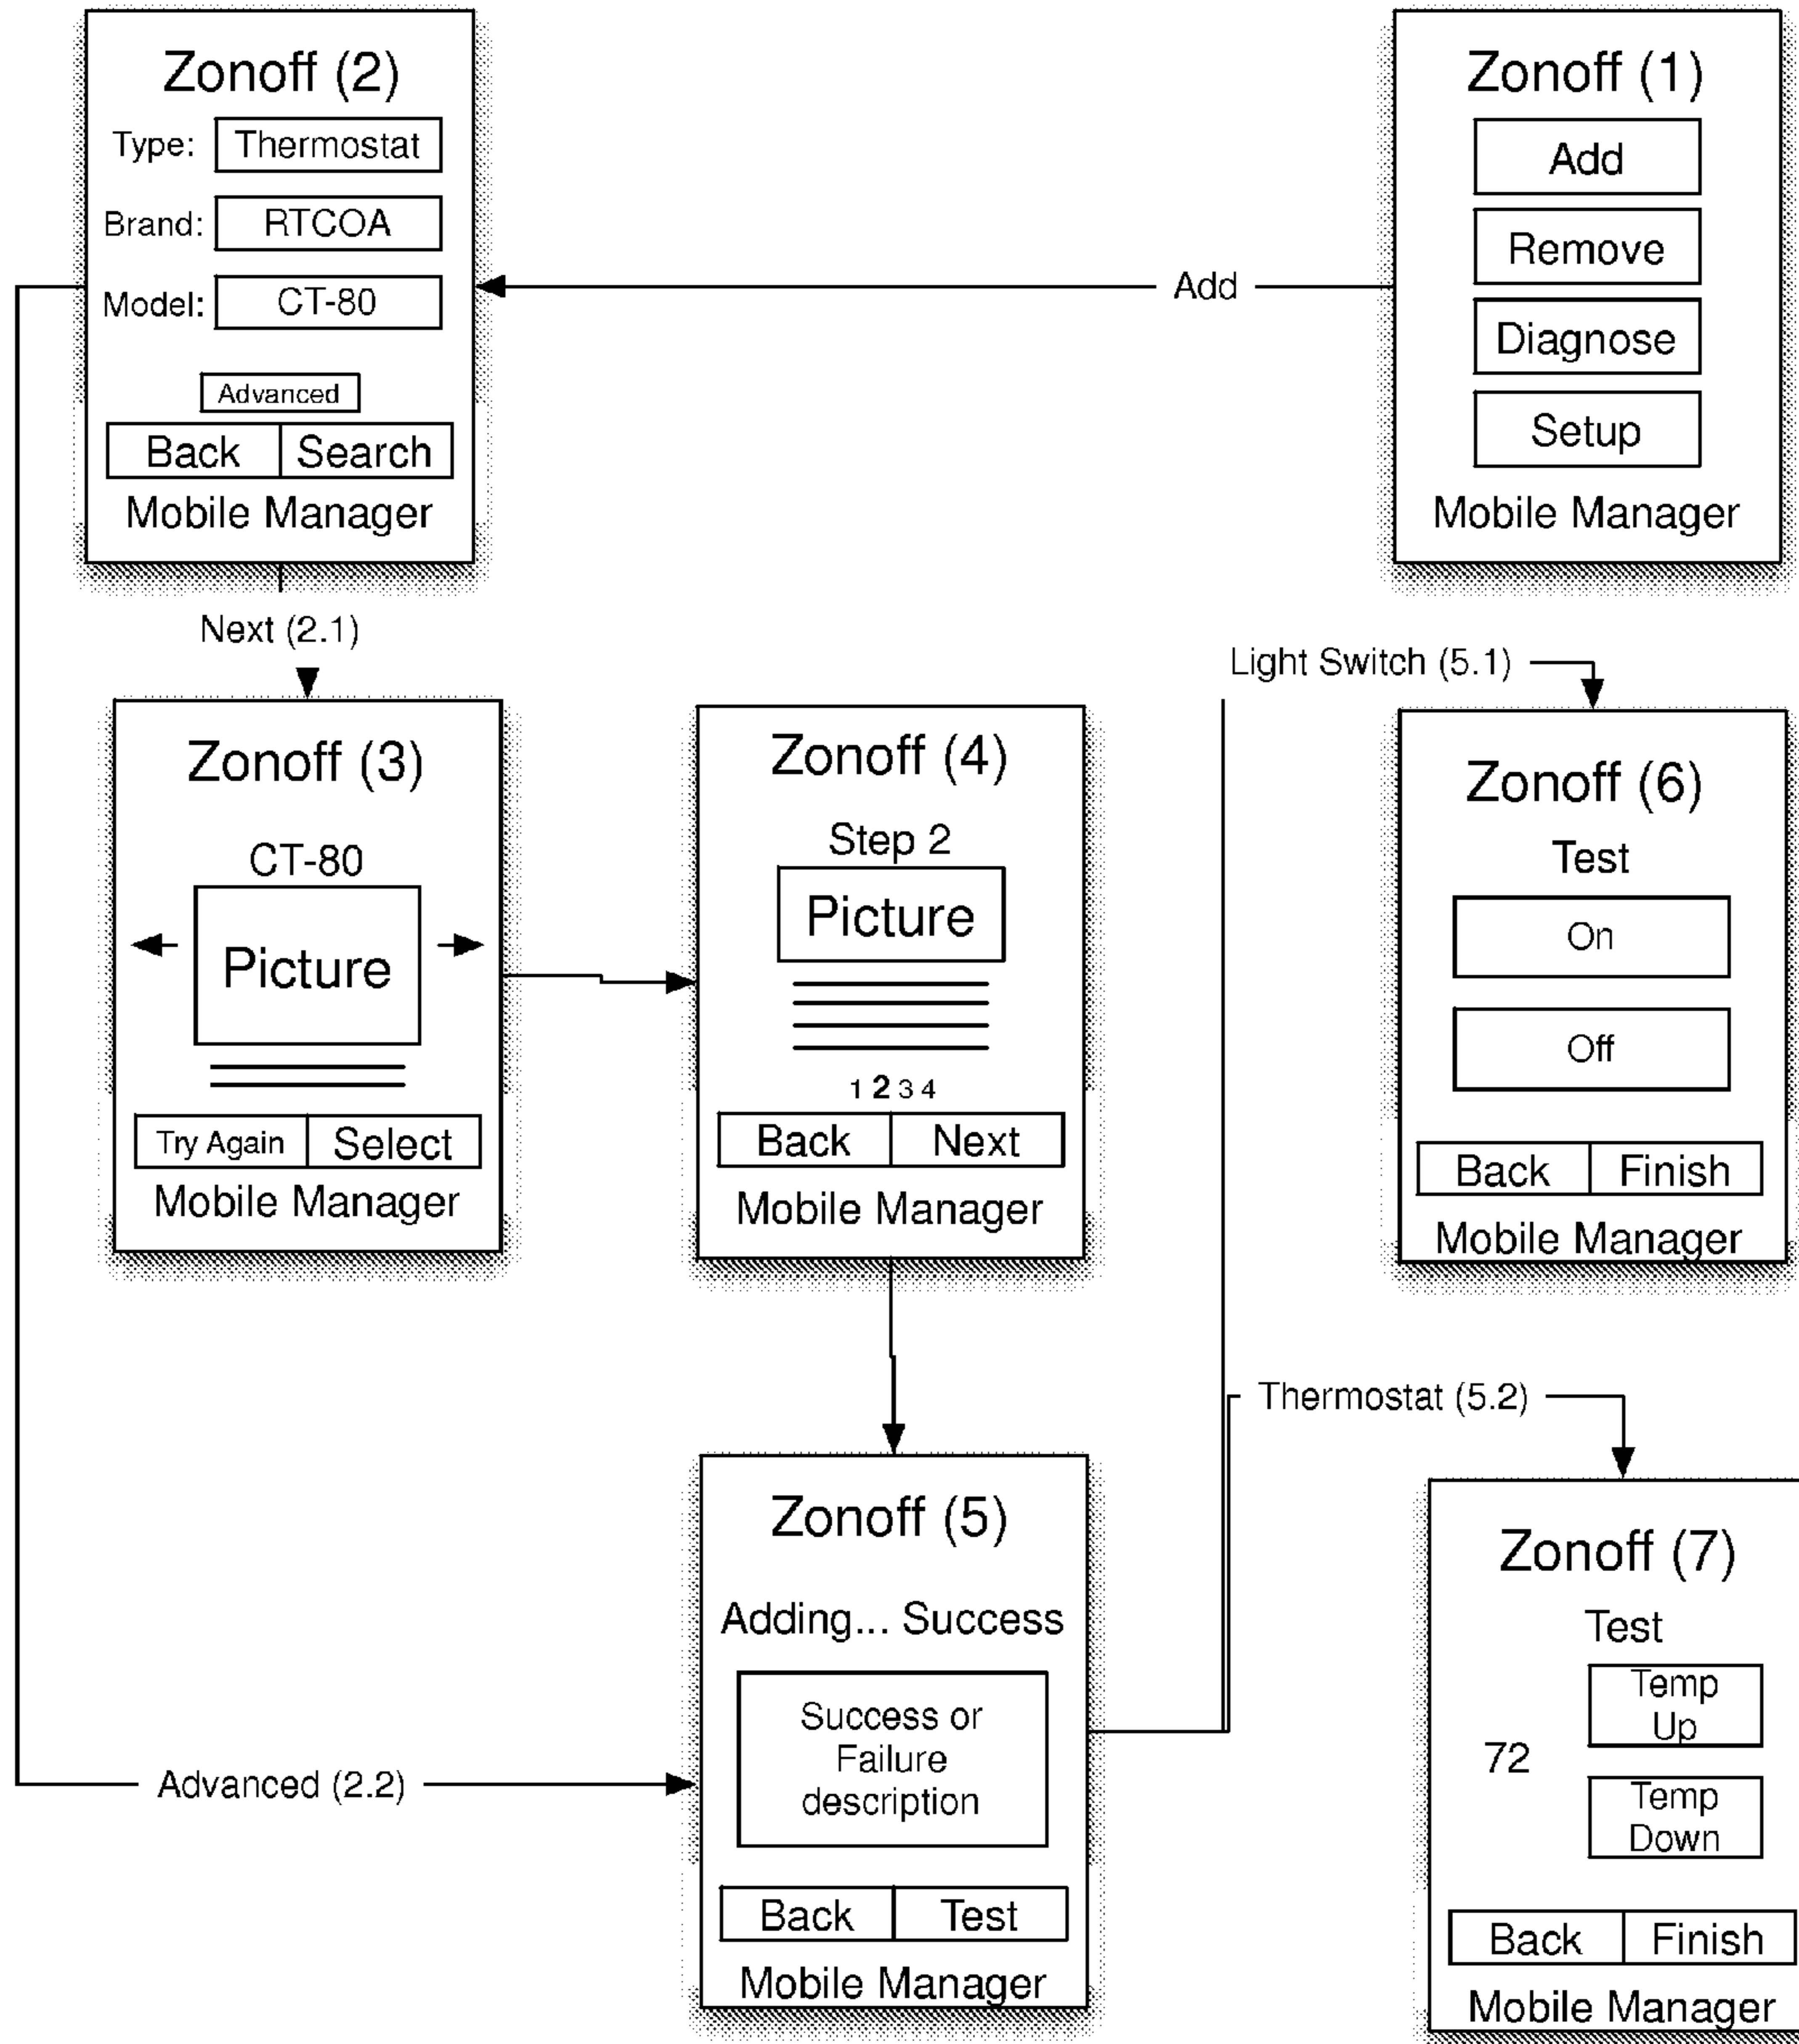 Zonoff (2)
Type: Thermostat
Brand: RTCOA
Model: CT-80
Advanced
Back Search
Mobile Manager
Add
Zonoff (1)
Add
Remove
Diagnose
Setup
Mobile Manager
Next (2.1)
Zonoff (3)
CT-80
Picture
Try Again Select
Mobile Manager
Zonoff (4)
Step 2
Picture
1 2 3 4
Back Next
Mobile Manager
Light Switch (5.1)
Zonoff (6)
Test
On
Off
Back Finish
Mobile Manager
Advanced (2.2)
Zonoff (5)
Adding... Success
Success or
Failure
description
Back Test
Mobile Manager
Thermostat (5.2)
Zonoff (7)
Test
Temp
Up
72
Temp
Down
Back Finish
Mobile Manager